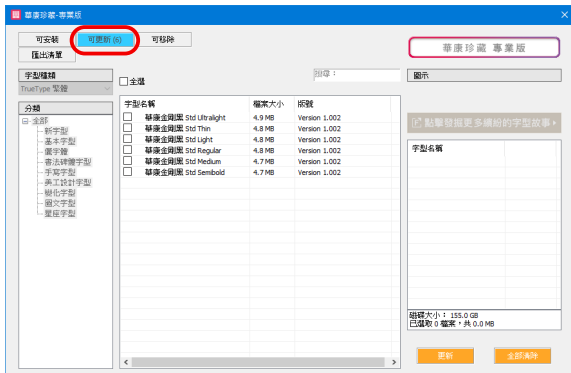 華康珍藏-專業版
可安裝 可更新 (6) 可移除
匯出清單
華康珍藏 專業版
字型種類
TrueType 繁體
全選
搜尋：
圖示
分類
全部
新字型
基本字型
儷字體
書法碑體字型
手寫字型
美工設計字型
變化字型
圖文字型
星座字型
字型名稱 檔案大小 版號
華康金剛黑 Std Ultralight 4.9 MB Version 1.002
華康金剛黑 Std Thin 4.8 MB Version 1.002
華康金剛黑 Std Light 4.8 MB Version 1.002
華康金剛黑 Std Regular 4.8 MB Version 1.002
華康金剛黑 Std Medium 4.7 MB Version 1.002
華康金剛黑 Std Semibold 4.7 MB Version 1.002
點擊發掘更多繽紛的字型故事
字型名稱
磁碟大小： 155.0 GB
已選取 0 檔案，共 0.0 MB
更新 全部清除